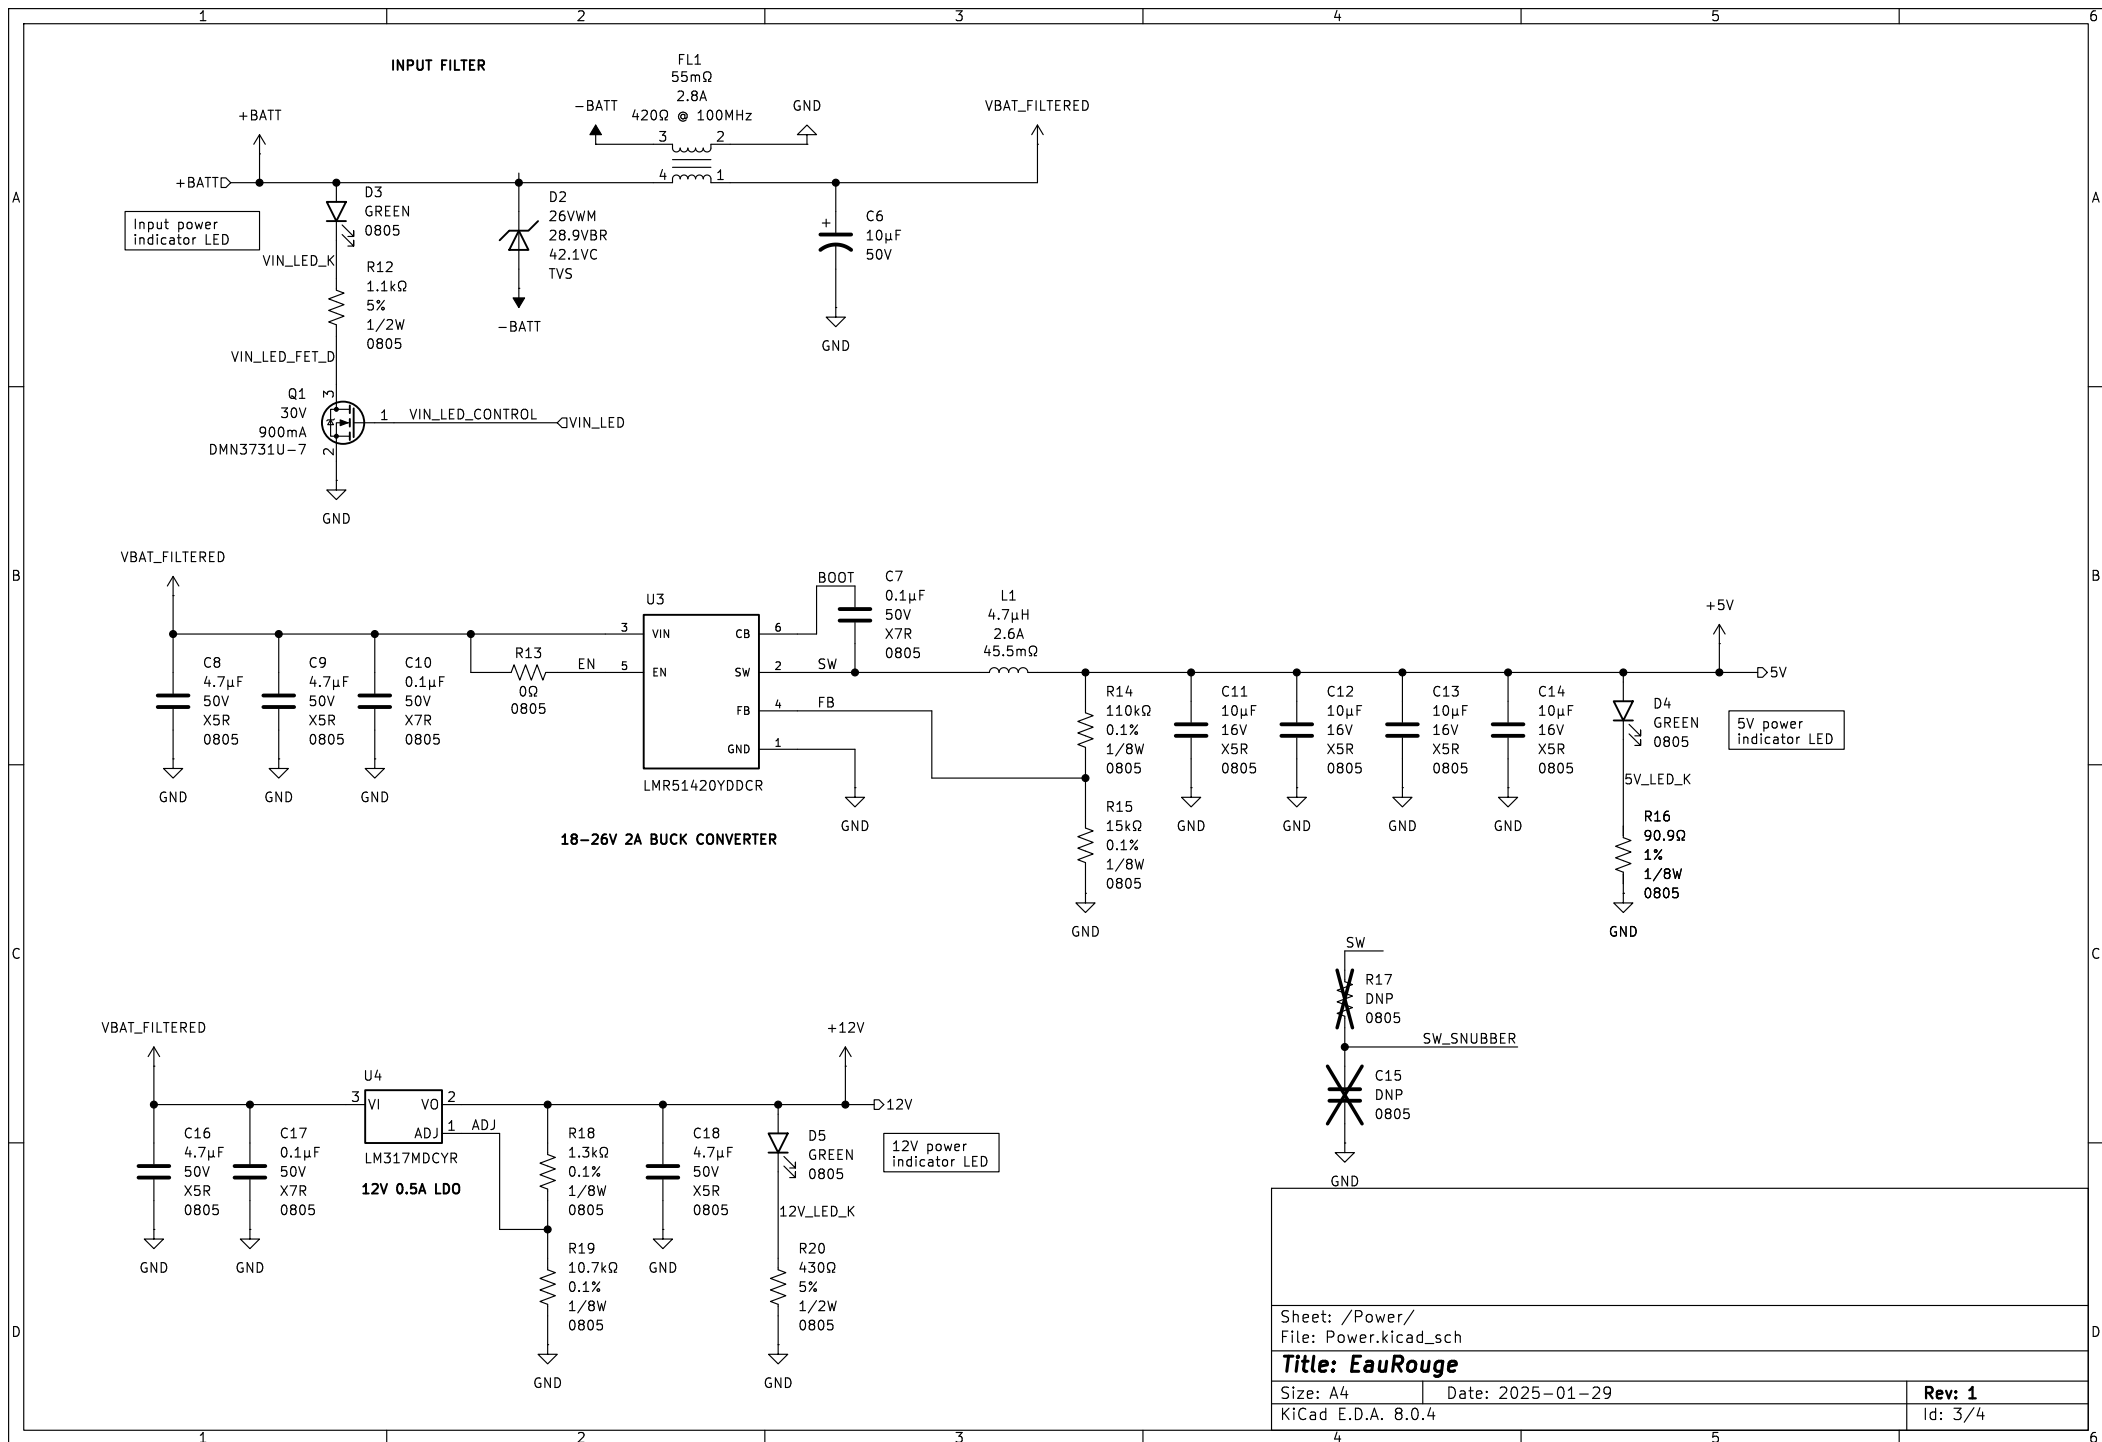 1 2 3 4 5 6
A
B
C
D
A
B
C
D
INPUT FILTER
+BATT
+BATT
Input power
indicator LED
D3
GREEN
0805
VIN_LED_K
R12
1.1kΩ
5%
1/2W
0805
VIN_LED_FET_D
Q1
30V
900mA
DMN3731U-7
3
1
2
VIN_LED_CONTROL
VIN_LED
GND
D2
26VWM
28.9VBR
42.1VC
TVS
-BATT
-BATT
FL1
55mΩ
2.8A
420Ω @ 100MHz
3 2
4 1
GND
VBAT_FILTERED
C6
10µF
50V
+
GND
VBAT_FILTERED
C8
4.7µF
50V
X5R
0805
GND
C9
4.7µF
50V
X5R
0805
GND
C10
0.1µF
50V
X7R
0805
GND
R13
0Ω
0805
EN
U3
3 VIN CB 6
5 EN SW 2
FB 4
GND 1
LMR51420YDDCR
18-26V 2A BUCK CONVERTER
BOOT
SW
FB
GND
C7
0.1µF
50V
X7R
0805
L1
4.7µH
2.6A
45.5mΩ
R14
110kΩ
0.1%
1/8W
0805
R15
15kΩ
0.1%
1/8W
0805
GND
C11
10µF
16V
X5R
0805
GND
C12
10µF
16V
X5R
0805
GND
C13
10µF
16V
X5R
0805
GND
C14
10µF
16V
X5R
0805
GND
+5V
5V
D4
GREEN
0805
5V power
indicator LED
5V_LED_K
R16
90.9Ω
1%
1/8W
0805
GND
SW
R17
DNP
0805
SW_SNUBBER
C15
DNP
0805
GND
VBAT_FILTERED
C16
4.7µF
50V
X5R
0805
GND
C17
0.1µF
50V
X7R
0805
GND
U4
3 VI VO 2
ADJ 1
ADJ
LM317MDCYR
12V 0.5A LDO
R18
1.3kΩ
0.1%
1/8W
0805
R19
10.7kΩ
0.1%
1/8W
0805
GND
C18
4.7µF
50V
X5R
0805
GND
+12V
12V
D5
GREEN
0805
12V power
indicator LED
12V_LED_K
R20
430Ω
5%
1/2W
0805
GND
Sheet: /Power/
File: Power.kicad_sch
Title: EauRouge
Size: A4 Date: 2025-01-29 Rev: 1
KiCad E.D.A. 8.0.4 Id: 3/4
1 2 3 4 5 6